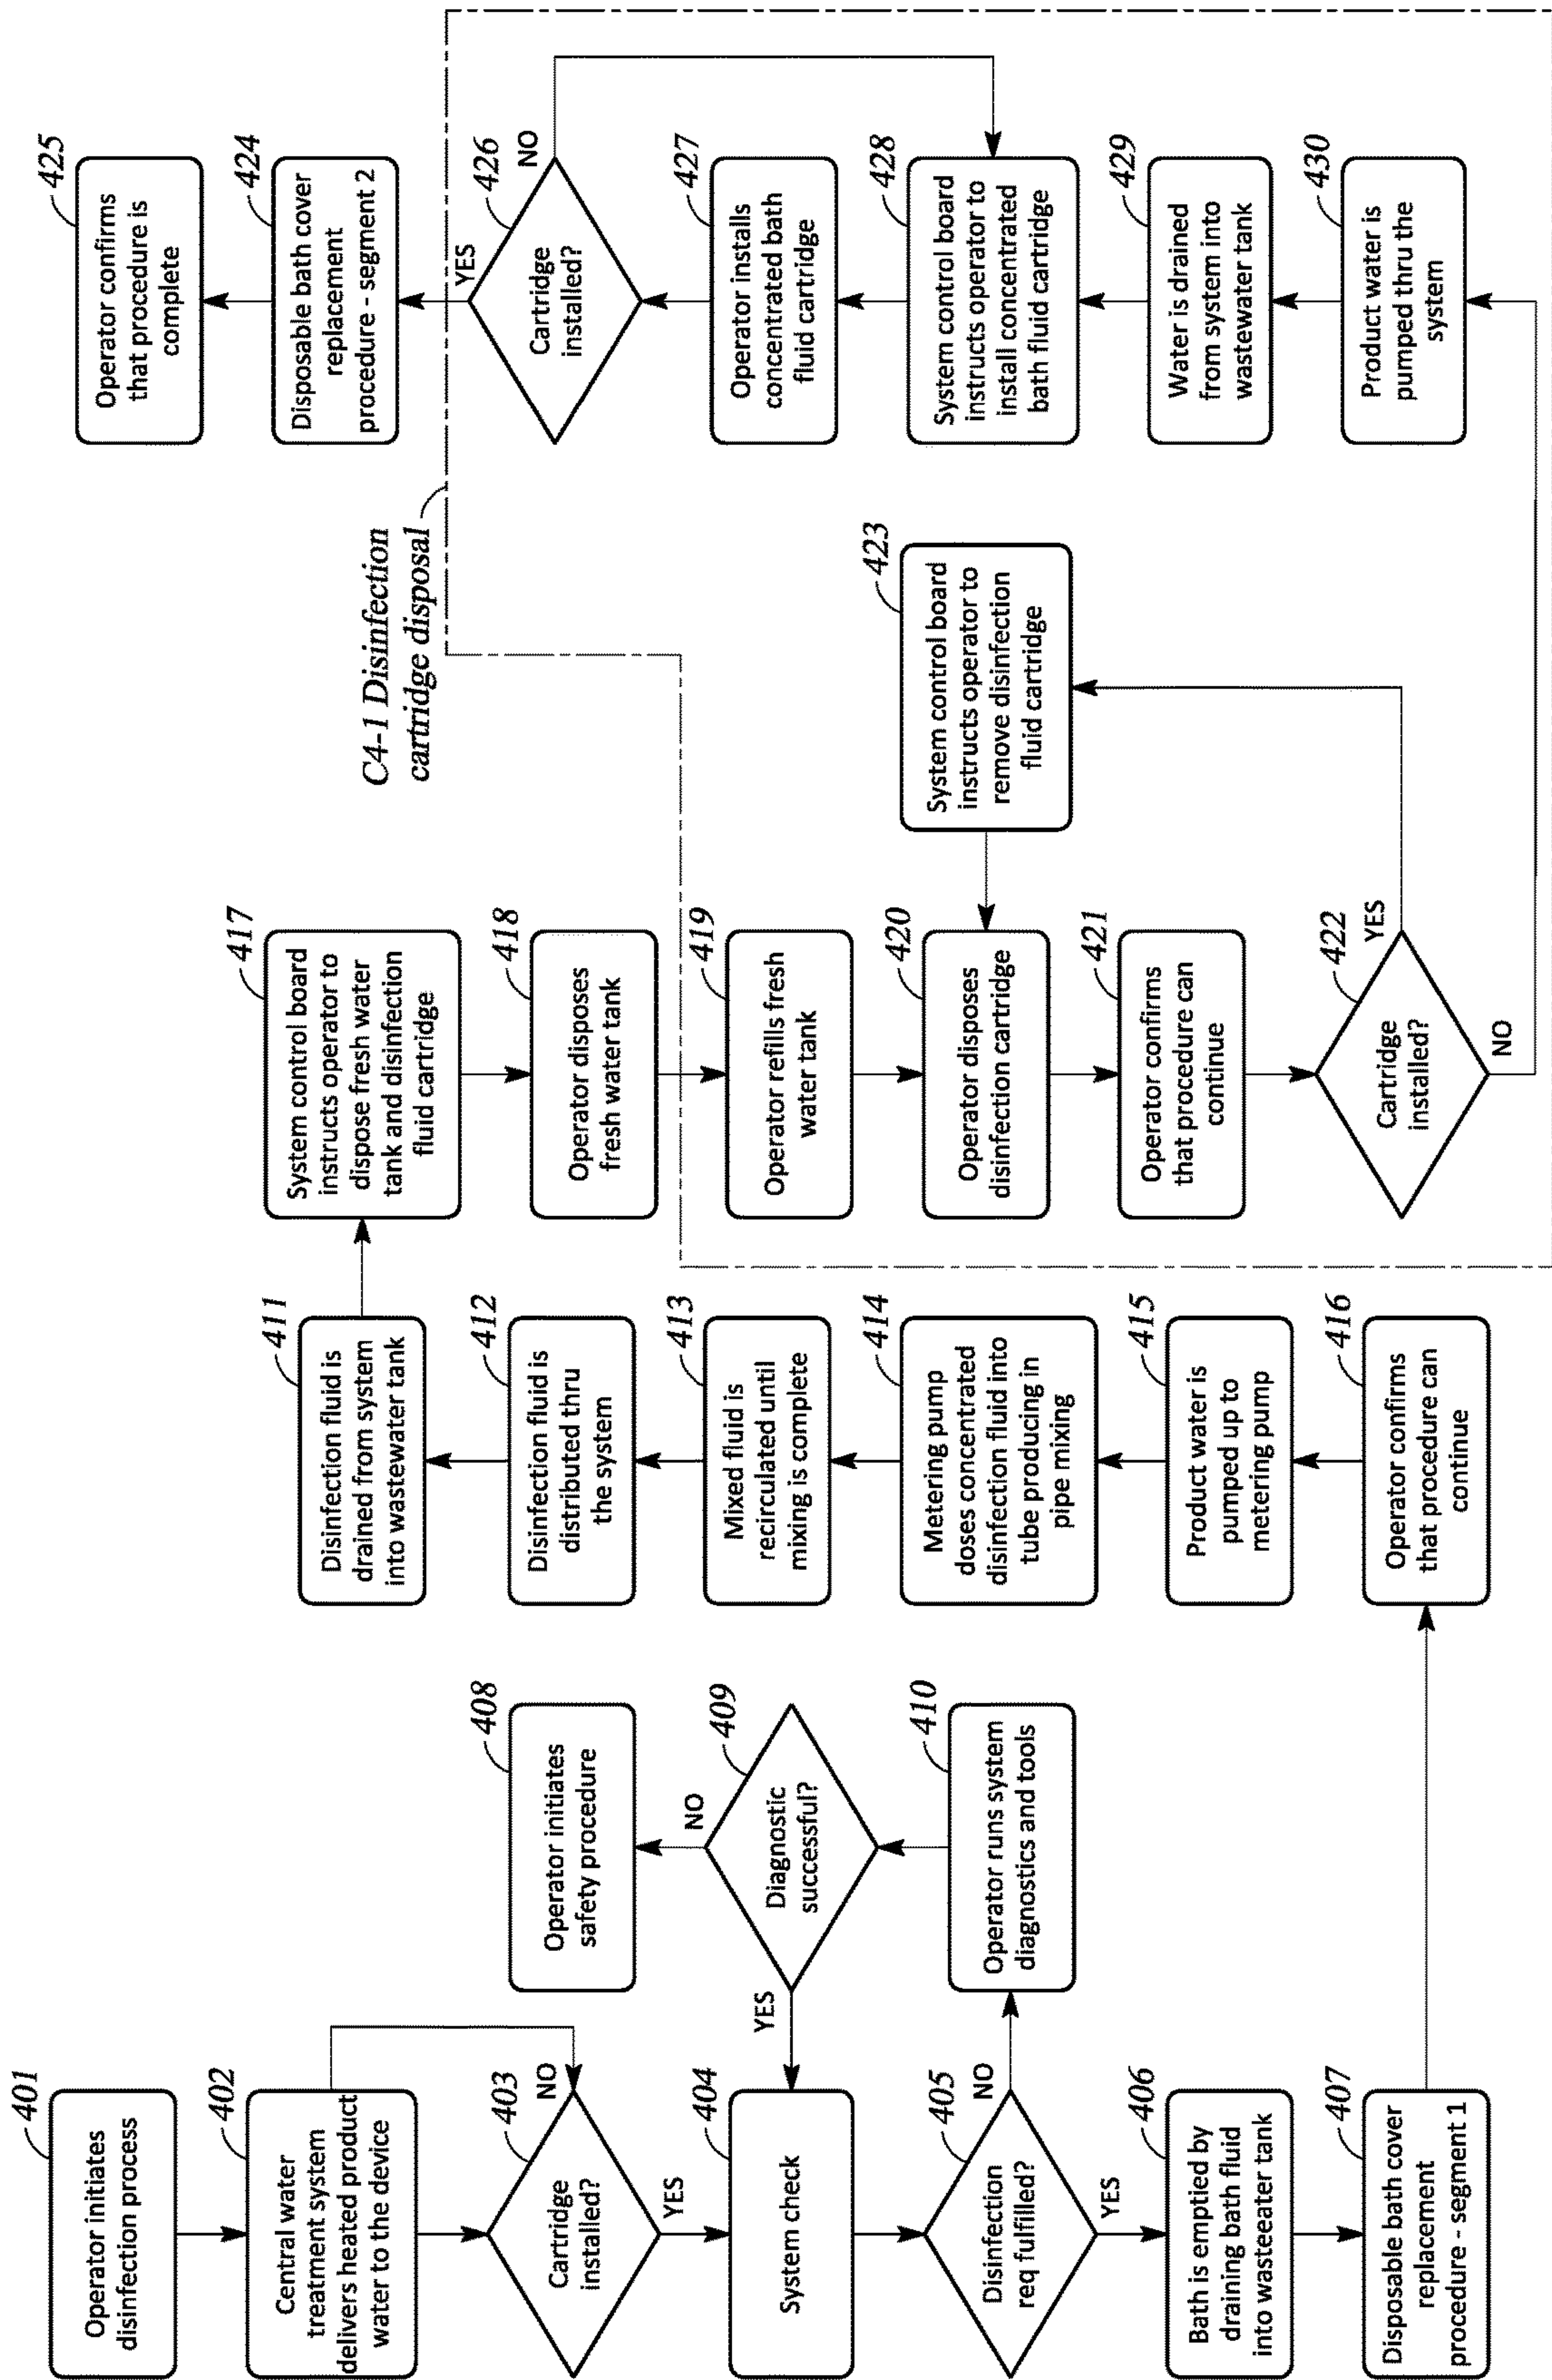 401
Operator initiates
disinfection process
402
Central water
treatment system
delivers heated product
water to the device
403
Cartridge
installed?
NO
YES
404
System check
405
Disinfection
req fulfilled?
NO
YES
406
Bath is emptied by
draining bath fluid
into wasteeater tank
407
Disposable bath cover
replacement
procedure - segment 1
408
Operator initiates
safety procedure
409
Diagnostic
successful?
NO
YES
410
Operator runs system
diagnostics and tools
411
Disinfection fluid is
drained from system
into wastewater tank
412
Disinfection fluid is
distributed thru
the system
413
Mixed fluid is
recirculated until
mixing is complete
414
Metering pump
doses concentrated
disinfection fluid into
tube producing in
pipe mixing
415
Product water is
pumped up to
metering pump
416
Operator confirms
that procedure can
continue
417
System control board
instructs operator to
dispose fresh water
tank and disinfection
fluid cartridge
418
Operator disposes
fresh water tank
419
Operator refills fresh
water tank
420
Operator disposes
disinfection cartridge
421
Operator confirms
that procedure can
continue
422
Cartridge
installed?
YES
NO
423
System control board
instructs operator to
remove disinfection
fluid cartridge
C4-1 Disinfection
cartridge disposal
425
Operator confirms
that procedure is
complete
424
Disposable bath cover
replacement
procedure - segment 2
426
Cartridge
installed?
YES
NO
427
Operator installs
concentrated bath
fluid cartridge
428
System control board
instructs operator to
install concentrated
bath fluid cartridge
429
Water is drained
from system into
wastewater tank
430
Product water is
pumped thru the
system